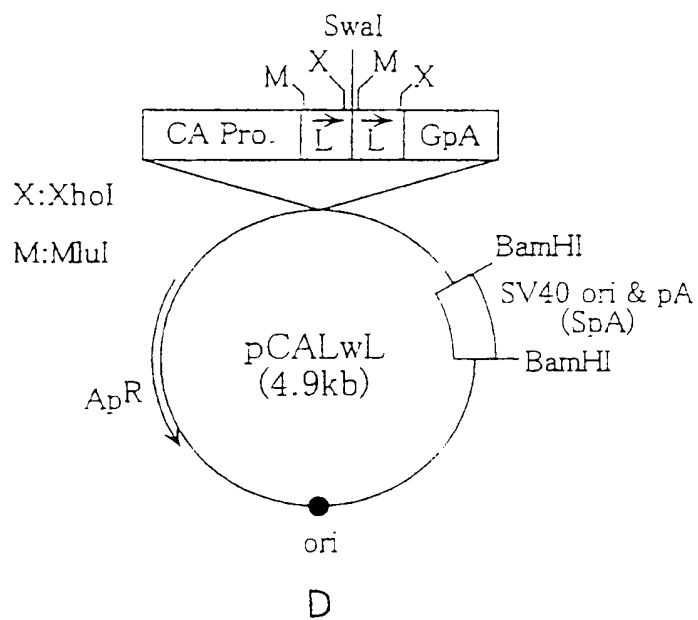 SwaI
M X M X
CA Pro. L L GpA
X:XhoI
M:MluI
BamHI
SV40 ori & pA
(SpA)
BamHI
pCALwL
(4.9kb)
ApR
ori
D